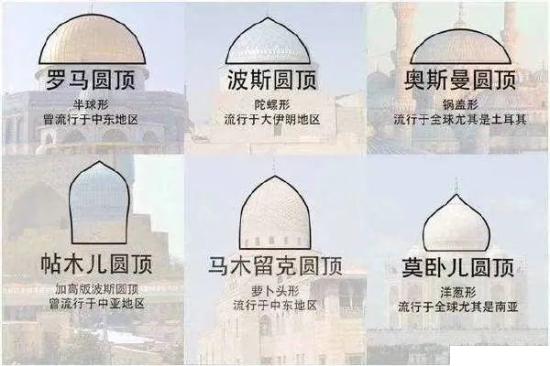 罗马圆顶
半球形
曾流行于中东地区
波斯圆顶
陀螺形
流行于大伊朗地区
奥斯曼圆顶
锅盖形
流行于全球尤其是土耳其
帖木儿圆顶
加高版波斯圆顶
曾流行于中亚地区
马木留克圆顶
萝卜头形
流行于中东地区
莫卧儿圆顶
洋葱形
流行于全球尤其是南亚